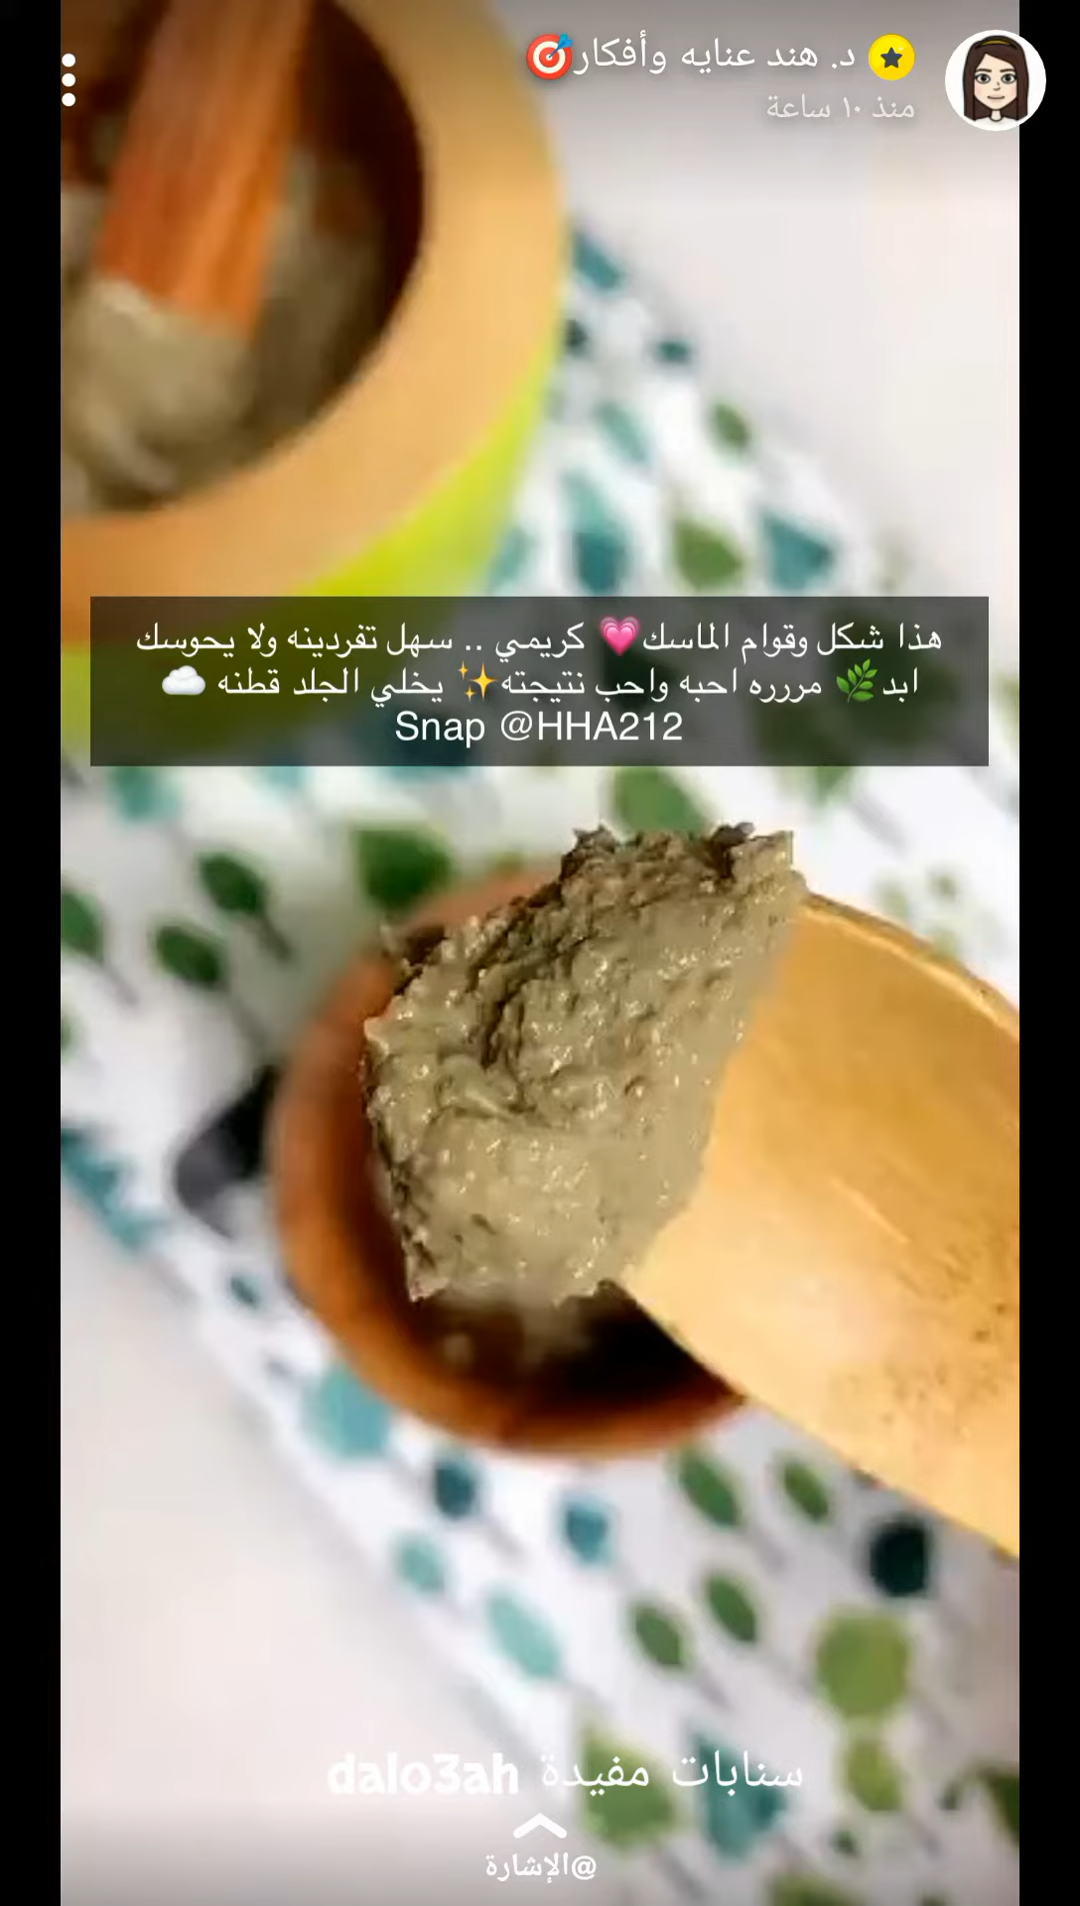 د. هند عنايه وأفكار🎯
منذ ١٠ ساعة
هذا شكل وقوام الماسك💗 كريمي .. سهل تفردينه ولا يحوسك
ابد🌿 مررره احبه واحب نتيجته✨ يخلي الجلد قطنه ☁️
Snap @HHA212
سنابات مفيدة dalo3ah
@الإشارة